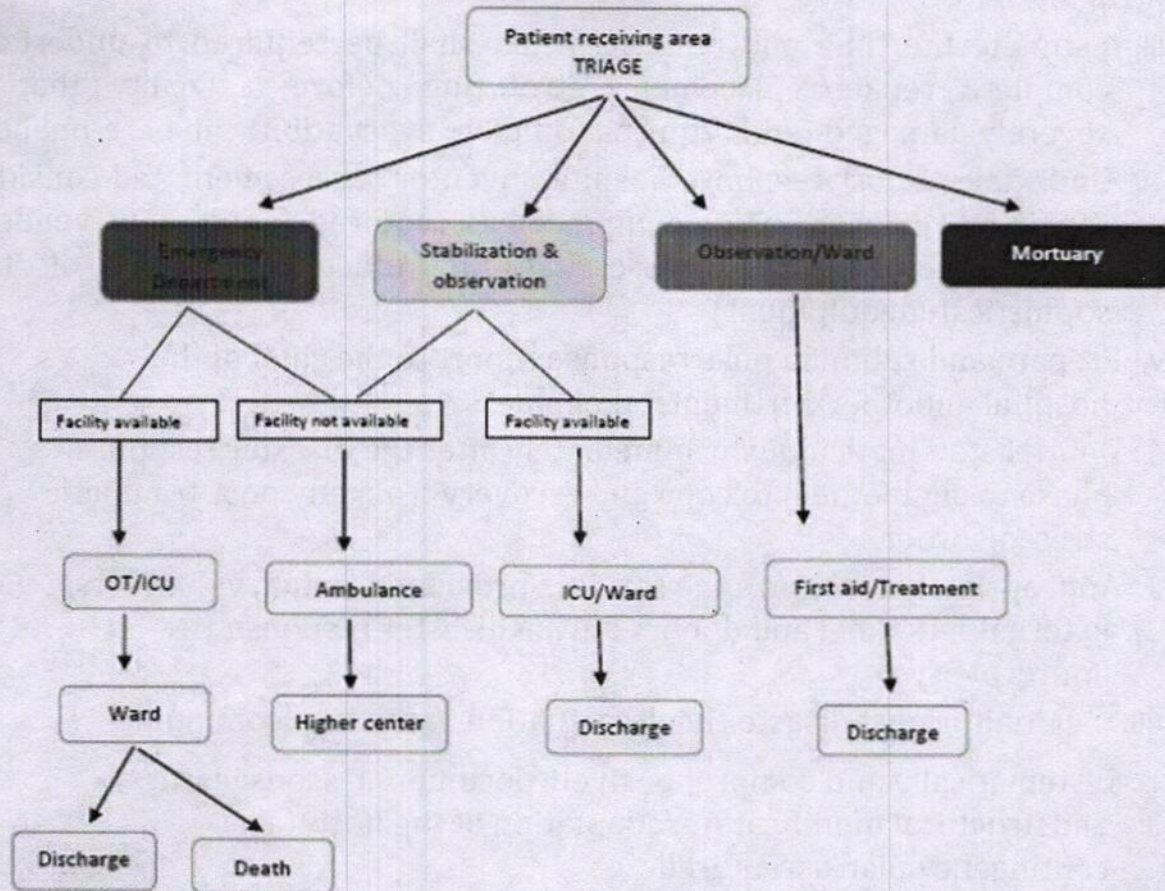 Patient receiving area
TRIAGE
Emergency
Department
Stabilization &
observation
Observation/Ward
Mortuary
Facility available
Facility not available
Facility available
OT/ICU
Ambulance
ICU/Ward
First aid/Treatment
Ward
Higher center
Discharge
Discharge
Discharge
Death